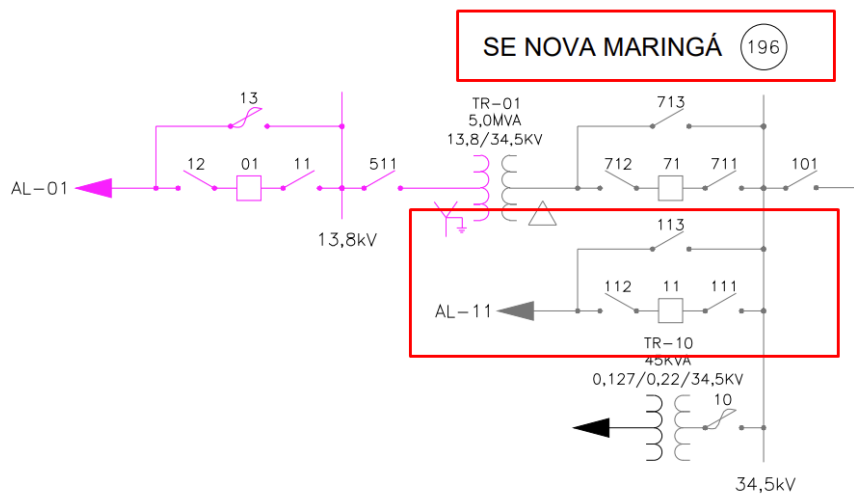 SE NOVA MARINGÁ 196
TR-01
5,0MVA
13,8/34,5KV
13
713
12 01 11 511
712 71 711 101
AL-01
13,8kV
113
112 11 111
AL-11
TR-10
45KVA
0,127/0,22/34,5KV
10
34,5kV